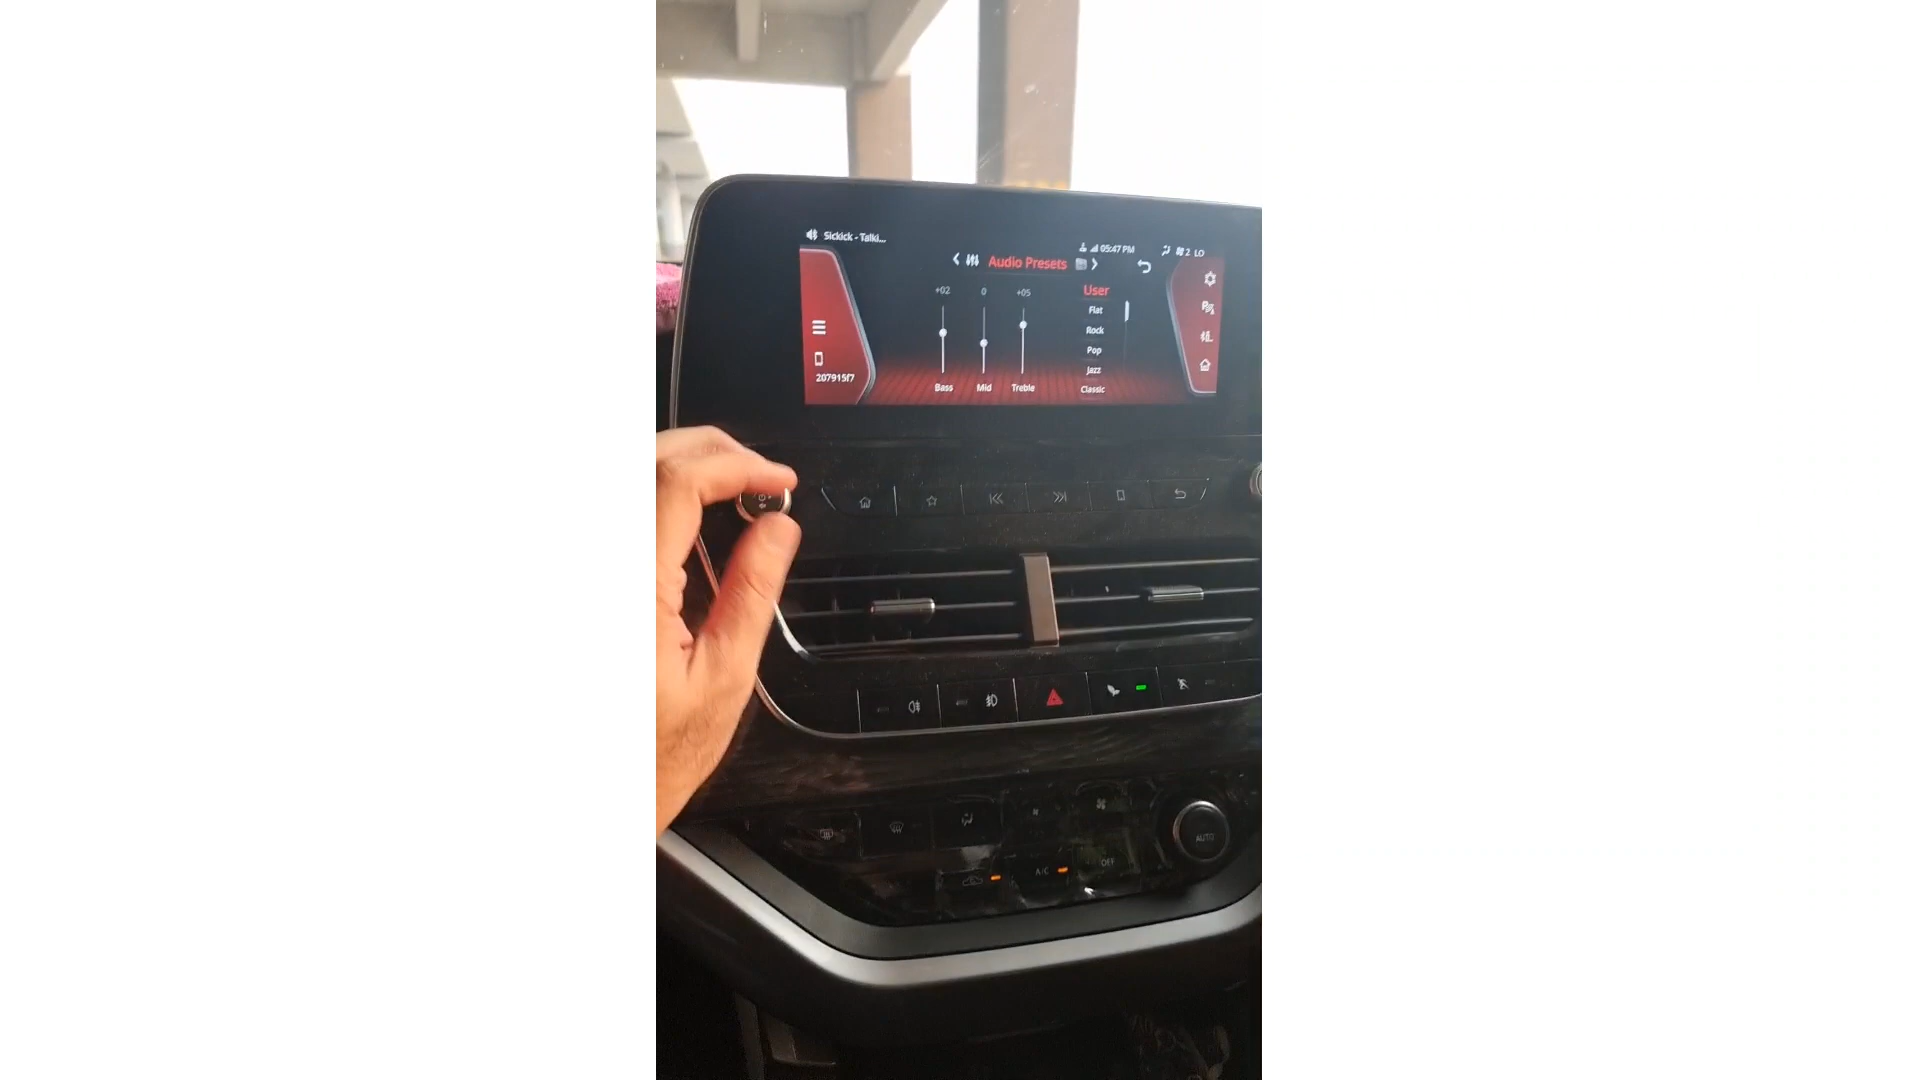 Sickick - Talki...
05:47 PM
2 LO
Audio Presets
+02 0 +05
User
Flat
Rock
Pop
Jazz
Classic
207915f7
Bass Mid Treble
AUTO
A/C
OFF